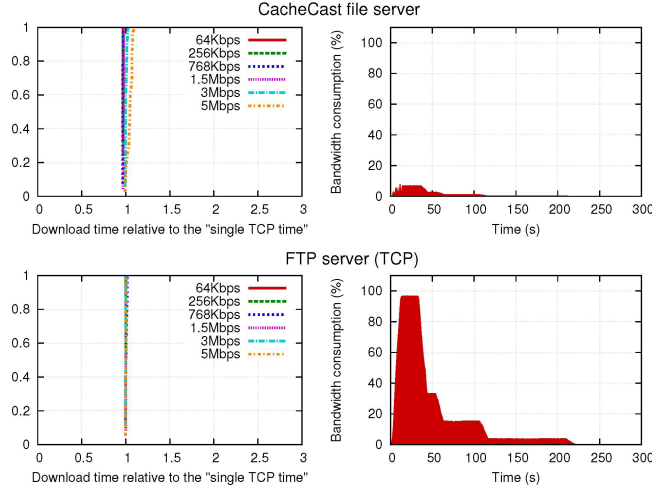 CacheCast file server
1
0.8
0.6
0.4
0.2
0
0 0.5 1 1.5 2 2.5 3
64Kbps
256Kbps
768Kbps
1.5Mbps
3Mbps
5Mbps
Download time relative to the "single TCP time"
Bandwidth consumption (%)
100
80
60
40
20
0
0 50 100 150 200 250 300
Time (s)
FTP server (TCP)
1
0.8
0.6
0.4
0.2
0
0 0.5 1 1.5 2 2.5 3
64Kbps
256Kbps
768Kbps
1.5Mbps
3Mbps
5Mbps
Download time relative to the "single TCP time"
Bandwidth consumption (%)
100
80
60
40
20
0
0 50 100 150 200 250 300
Time (s)